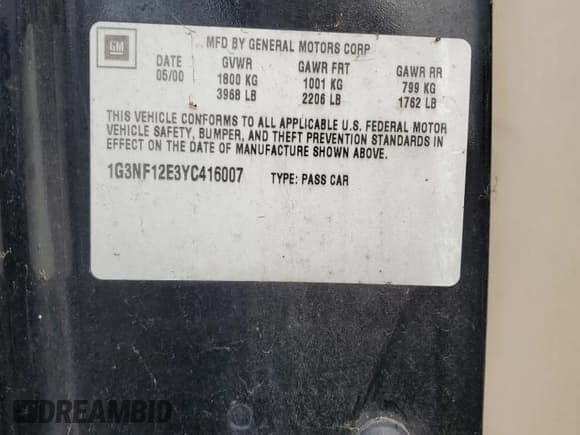 GM
MFD BY GENERAL MOTORS CORP
DATE GVWR GAWR FRT GAWR RR
05/00 1800 KG 1001 KG 799 KG
3968 LB 2206 LB 1762 LB
THIS VEHICLE CONFORMS TO ALL APPLICABLE U.S. FEDERAL MOTOR
VEHICLE SAFETY, BUMPER, AND THEFT PREVENTION STANDARDS IN
EFFECT ON THE DATE OF MANUFACTURE SHOWN ABOVE.
1G3NF12E3YC416007 TYPE: PASS CAR
DREAMBID